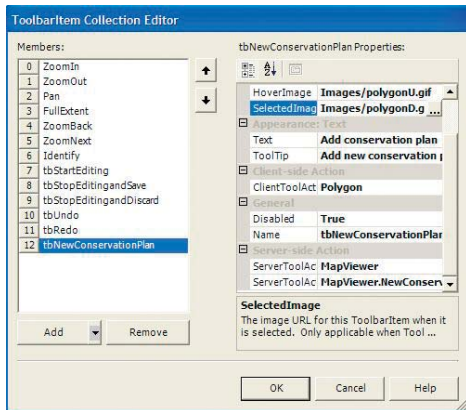 ToolbarItem Collection Editor
Members:
0 ZoomIn
1 ZoomOut
2 Pan
3 FullExtent
4 ZoomBack
5 ZoomNext
6 Identify
7 tbStartEditing
8 tbStopEditingandSave
9 tbStopEditingandDiscard
10 tbUndo
11 tbRedo
12 tbNewConservationPlan
Add
Remove
tbNewConservationPlan Properties:
HoverImage Images/polygonU.gif
SelectedImag Images/polygonD.g ...
Appearance: Text
Text Add conservation plan
ToolTip Add new conservation p
Client-side Action
ClientToolAct Polygon
General
Disabled True
Name tbNewConservationPlan
Server-side Action
ServerToolAc MapViewer
ServerToolAc MapViewer.NewConserv
SelectedImage
The image URL for this ToolbarItem when it
is selected. Only applicable when Tool ...
OK
Cancel
Help